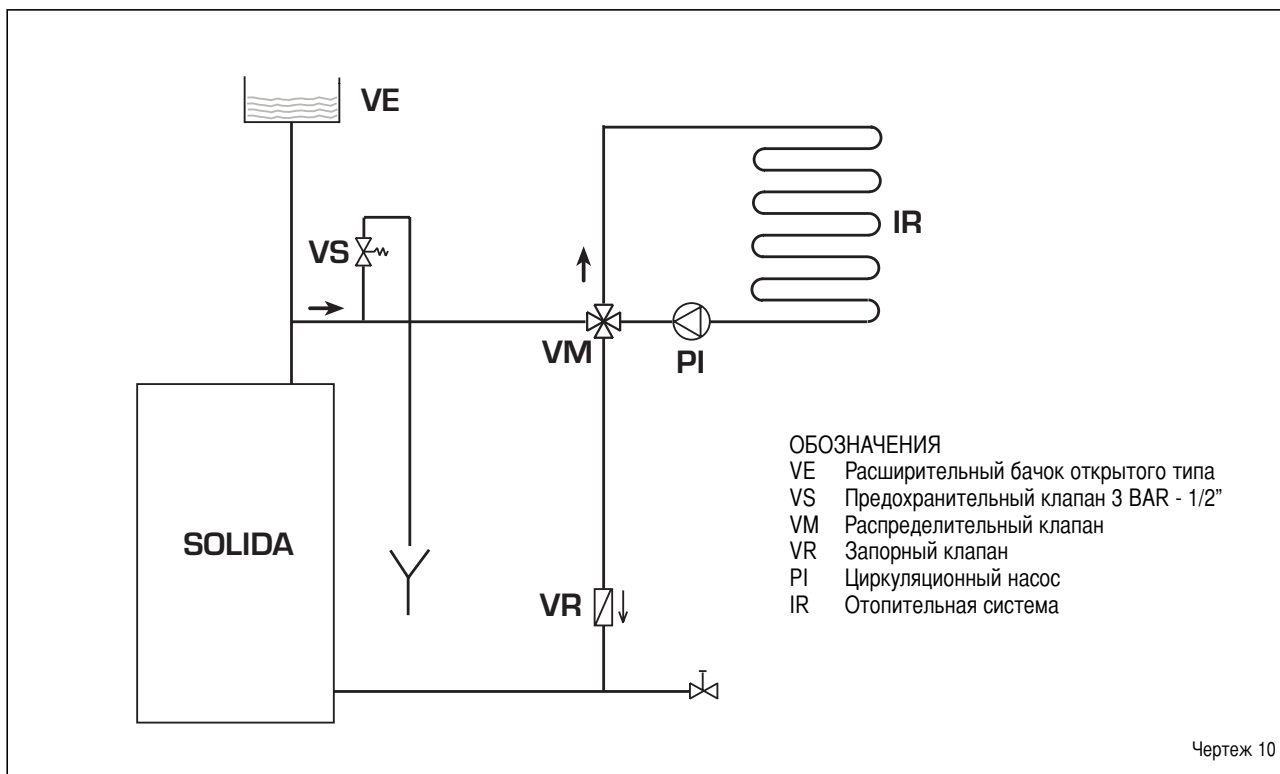 VE
VS
IR
VM
PI
SOLIDA
VR
ОБОЗНАЧЕНИЯ
VE Расширительный бачок открытого типа
VS Предохранительный клапан 3 BAR - 1/2”
VM Распределительный клапан
VR Запорный клапан
PI Циркуляционный насос
IR Отопительная система
Чертеж 10